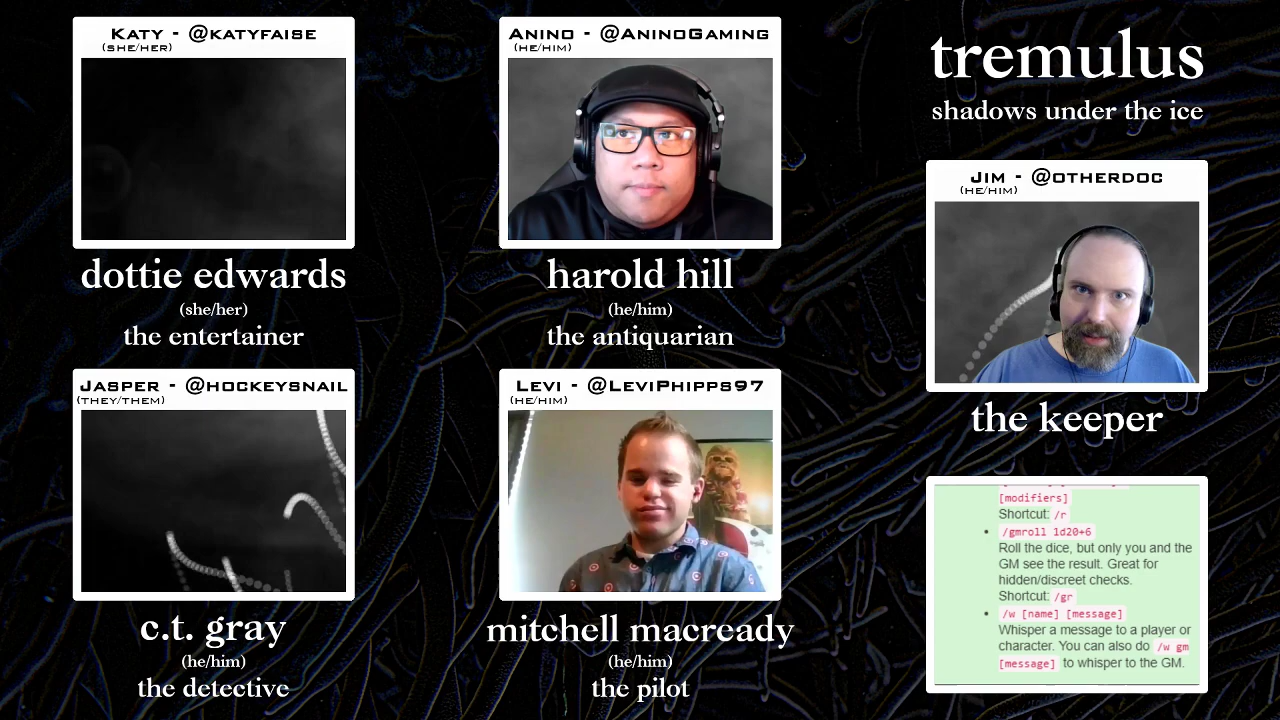 Katy - @katyfaise
(she/her)
dottie edwards
(she/her)
the entertainer
Anino - @AninoGaming
(he/him)
harold hill
(he/him)
the antiquarian
tremulus
shadows under the ice
Jim - @otherdoc
(he/him)
the keeper
Jasper - @hockeysnail
(they/them)
c.t. gray
(he/him)
the detective
Levi - @LeviPhipps97
(he/him)
mitchell macready
(he/him)
the pilot
[modifiers]
Shortcut: /r
• /gmroll 1d20+6
Roll the dice, but only you and the
GM see the result. Great for
hidden/discreet checks.
Shortcut: /gr
• /w [name] [message]
Whisper a message to a player or
character. You can also do /w gm
[message] to whisper to the GM.